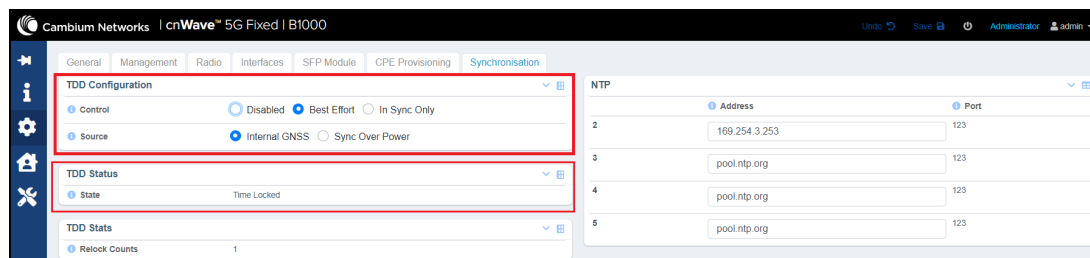 Cambium Networks | cnWave™ 5G Fixed | B1000
Undo Save Administrator admin
General Management Radio Interfaces SFP Module CPE Provisioning Synchronisation
TDD Configuration
Control Disabled Best Effort In Sync Only
Source Internal GNSS Sync Over Power
TDD Status
State Time Locked
TDD Stats
Relock Counts 1
NTP
Address Port
2 169.254.3.253 123
3 pool.ntp.org 123
4 pool.ntp.org 123
5 pool.ntp.org 123